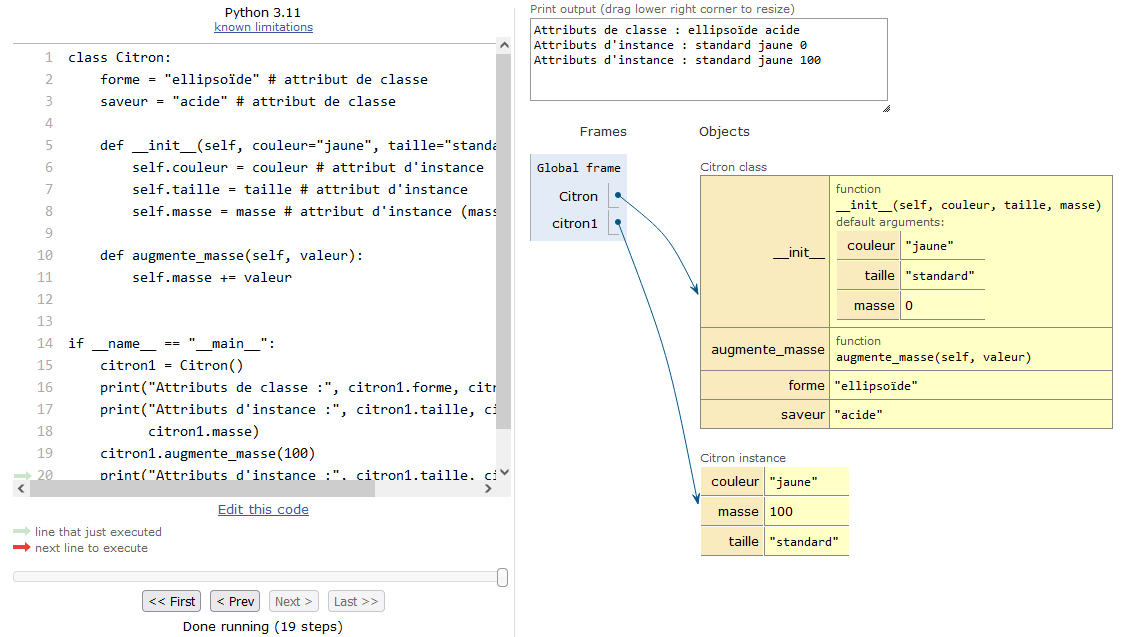 Python 3.11
known limitations
1 class Citron:
2     forme = "ellipsoïde" # attribut de classe
3     saveur = "acide" # attribut de classe
4
5     def __init__(self, couleur="jaune", taille="standa
6         self.couleur = couleur # attribut d'instance
7         self.taille = taille # attribut d'instance
8         self.masse = masse # attribut d'instance (mass
9
10     def augmente_masse(self, valeur):
11         self.masse += valeur
12
13
14 if __name__ == "__main__":
15     citron1 = Citron()
16     print("Attributs de classe :", citron1.forme, citr
17     print("Attributs d'instance :", citron1.taille, ci
18           citron1.masse)
19     citron1.augmente_masse(100)
20     print("Attributs d'instance :", citron1.taille, ci
Edit this code
line that just executed
next line to execute
<< First < Prev Next > Last >>
Done running (19 steps)
Print output (drag lower right corner to resize)
Attributs de classe : ellipsoïde acide
Attributs d'instance : standard jaune 0
Attributs d'instance : standard jaune 100
Frames Objects
Global frame
Citron
citron1
Citron class
__init__
function
__init__(self, couleur, taille, masse)
default arguments:
couleur "jaune"
taille "standard"
masse 0
augmente_masse
function
augmente_masse(self, valeur)
forme "ellipsoïde"
saveur "acide"
Citron instance
couleur "jaune"
masse 100
taille "standard"